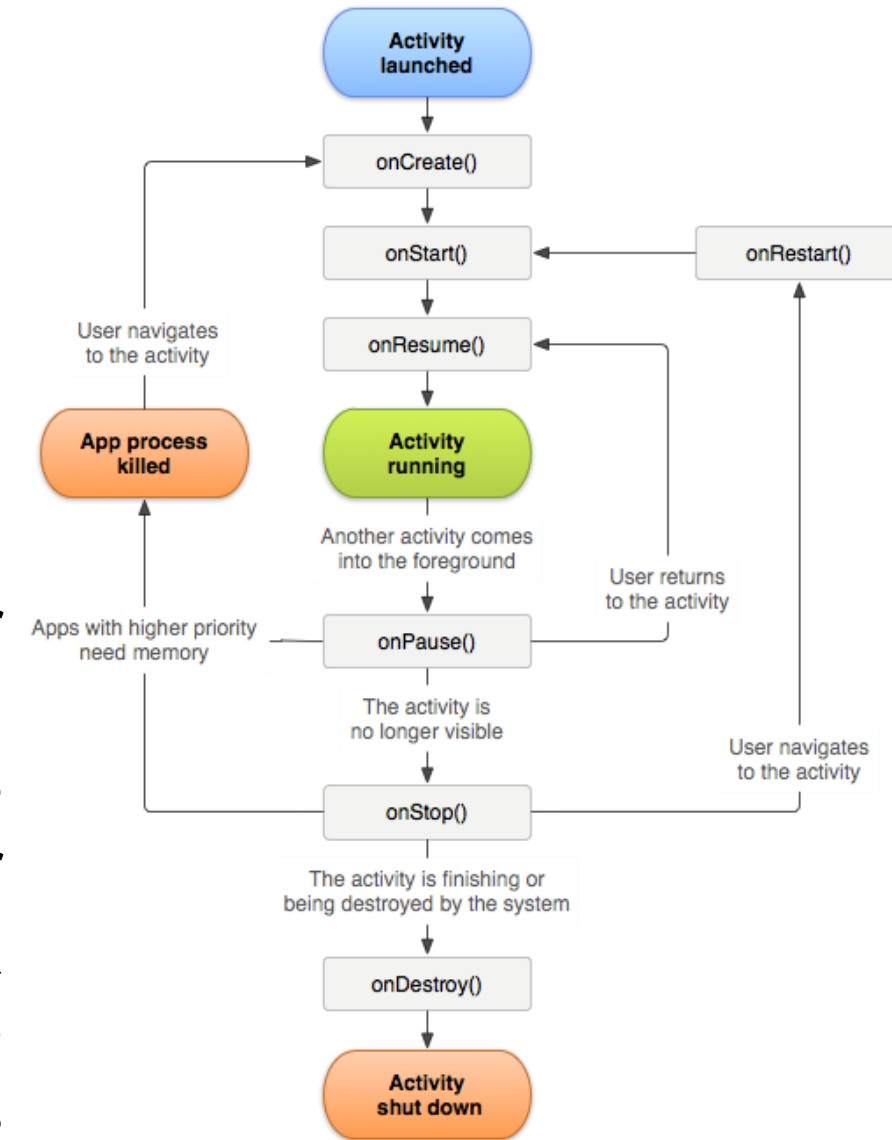 Activity
launched
onCreate()
onStart()
onRestart()
onResume()
User navigates
to the activity
App process
killed
Activity
running
Another activity comes
into the foreground
User returns
to the activity
Apps with higher priority
need memory
onPause()
The activity is
no longer visible
User navigates
to the activity
onStop()
The activity is finishing or
being destroyed by the system
onDestroy()
Activity
shut down